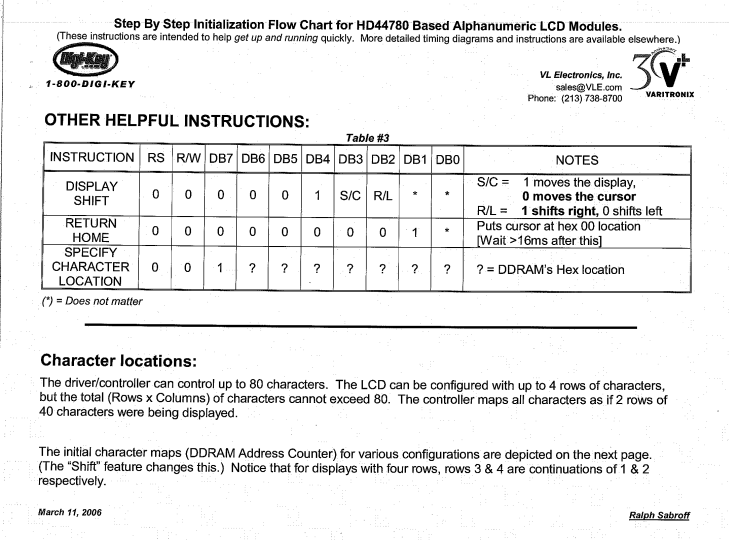 Step By Step Initialization Flow Chart for HD44780 Based Alphanumeric LCD Modules.
(These instructions are intended to help get up and running quickly. More detailed timing diagrams and instructions are available elsewhere.)
Digi-Key
.com
1-800-DIGI-KEY
VL Electronics, Inc.
sales@VLE.com
Phone: (213) 738-8700
Anniversary
30 V+
VARITRONIX
OTHER HELPFUL INSTRUCTIONS:
Table #3
INSTRUCTION RS R/W DB7 DB6 DB5 DB4 DB3 DB2 DB1 DB0 NOTES
DISPLAY SHIFT 0 0 0 0 0 1 S/C R/L * * S/C = 1 moves the display,
0 moves the cursor
R/L = 1 shifts right, 0 shifts left
RETURN HOME 0 0 0 0 0 0 0 0 1 * Puts cursor at hex 00 location
[Wait >16ms after this]
SPECIFY CHARACTER LOCATION 0 0 1 ? ? ? ? ? ? ? ? = DDRAM's Hex location
(*) = Does not matter
Character locations:
The driver/controller can control up to 80 characters. The LCD can be configured with up to 4 rows of characters,
but the total (Rows x Columns) of characters cannot exceed 80. The controller maps all characters as if 2 rows of
40 characters were being displayed.
The initial character maps (DDRAM Address Counter) for various configurations are depicted on the next page.
(The "Shift" feature changes this.) Notice that for displays with four rows, rows 3 & 4 are continuations of 1 & 2
respectively.
March 11, 2006
Ralph Sabroff